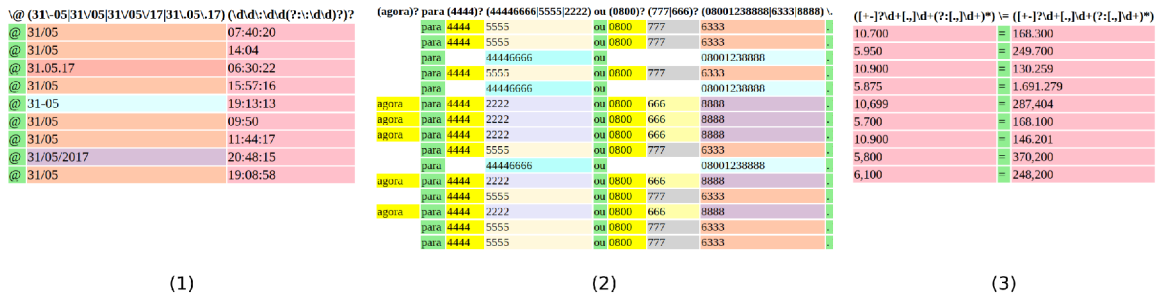 \@ (31\-05|31\/05|31\/05\/17|31\.05\.17) (\d\d\:\d\d(?:\:\d\d)?)?
@ 31/05 07:40:20
@ 31/05 14:04
@ 31.05.17 06:30:22
@ 31/05 15:57:16
@ 31-05 19:13:13
@ 31/05 09:50
@ 31/05 11:44:17
@ 31/05/2017 20:48:15
@ 31/05 19:08:58
(1)
(agora)? para (4444)? (44446666|5555|2222) ou (0800)? (777|666)? (08001238888|6333|8888) \.
para 4444 5555 ou 0800 777 6333 .
para 4444 5555 ou 0800 777 6333 .
para 44446666 ou 08001238888 .
para 4444 5555 ou 0800 777 6333 .
para 44446666 ou 08001238888 .
agora para 4444 2222 ou 0800 666 8888 .
agora para 4444 2222 ou 0800 666 8888 .
agora para 4444 2222 ou 0800 666 8888 .
para 4444 5555 ou 0800 777 6333 .
para 44446666 ou 08001238888 .
agora para 4444 2222 ou 0800 666 8888 .
para 4444 5555 ou 0800 777 6333 .
agora para 4444 2222 ou 0800 666 8888 .
para 4444 5555 ou 0800 777 6333 .
para 4444 5555 ou 0800 777 6333 .
(2)
([+-]?\d+[.,]\d+(?:[.,]\d+)*) \= ([+-]?\d+[.,]\d+(?:[.,]\d+)*)
10.700 = 168.300
5.950 = 249.700
10.900 = 130.259
5.875 = 1.691.279
10,699 = 287,404
5.700 = 168.100
10.900 = 146.201
5,800 = 370,200
6,100 = 248,200
(3)